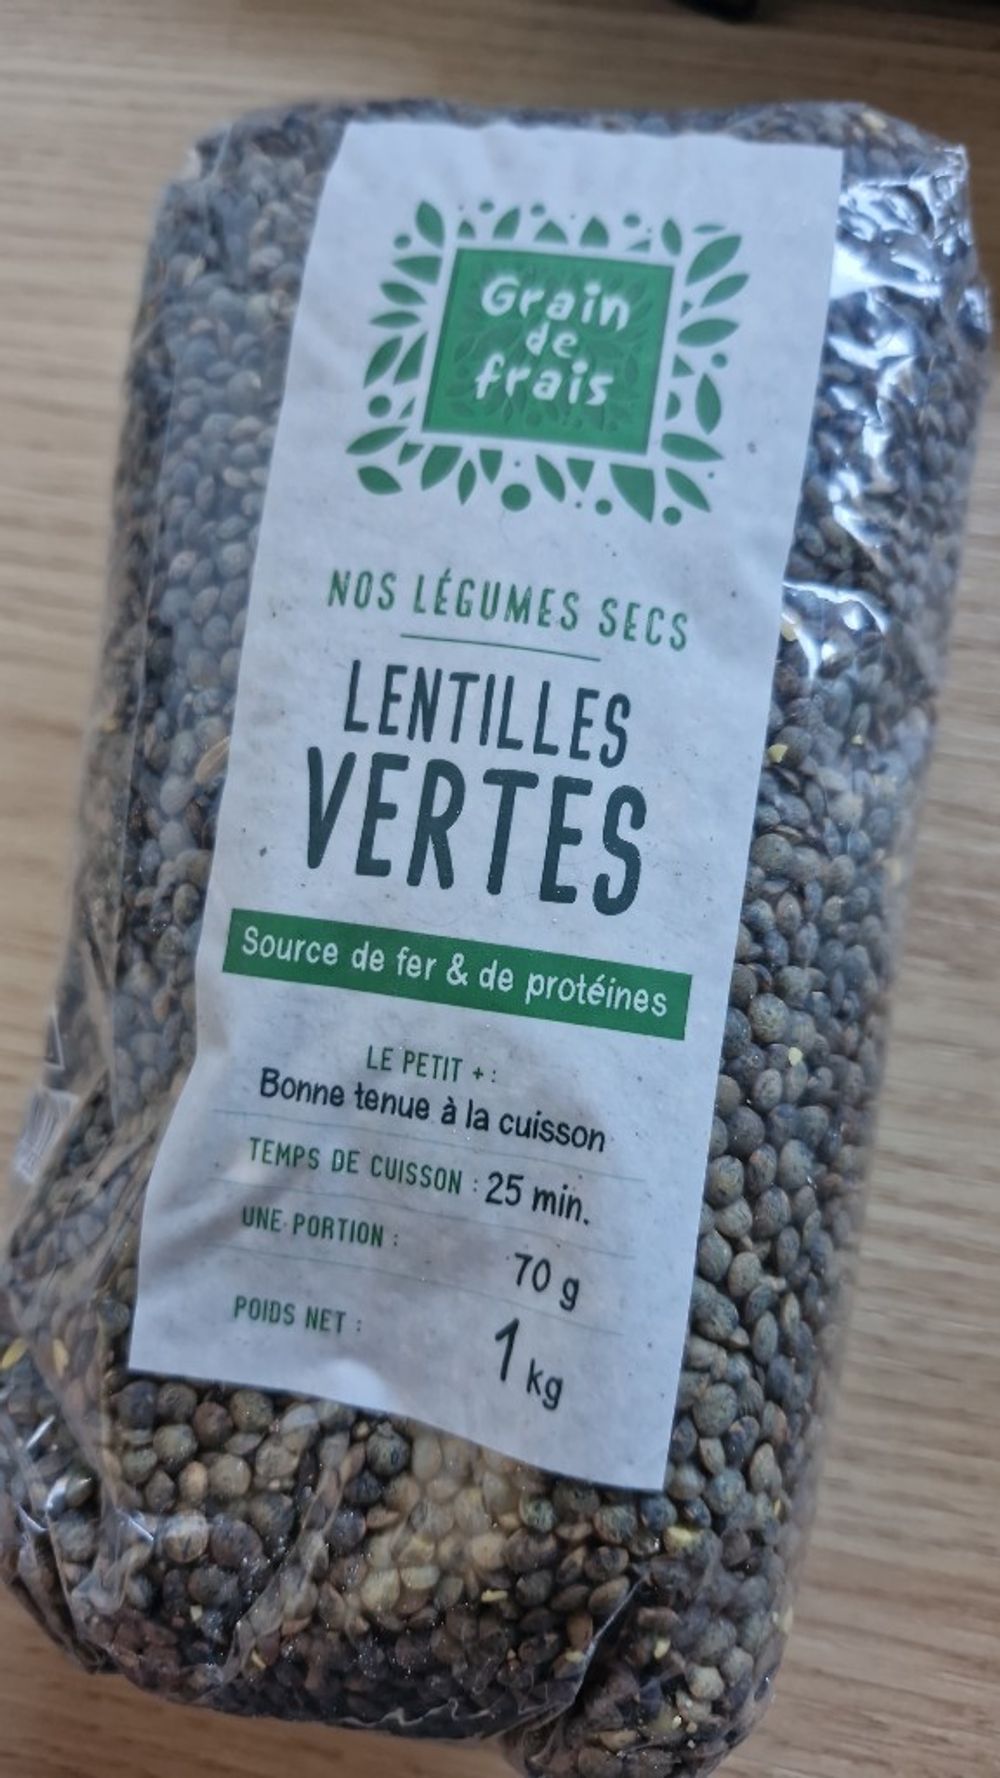 Grain
de
frais
NOS LÉGUMES SECS
LENTILLES
VERTES
Source de fer & de protéines
LE PETIT + :
Bonne tenue à la cuisson
TEMPS DE CUISSON : 25 min.
UNE PORTION : 70 g
POIDS NET : 1 kg